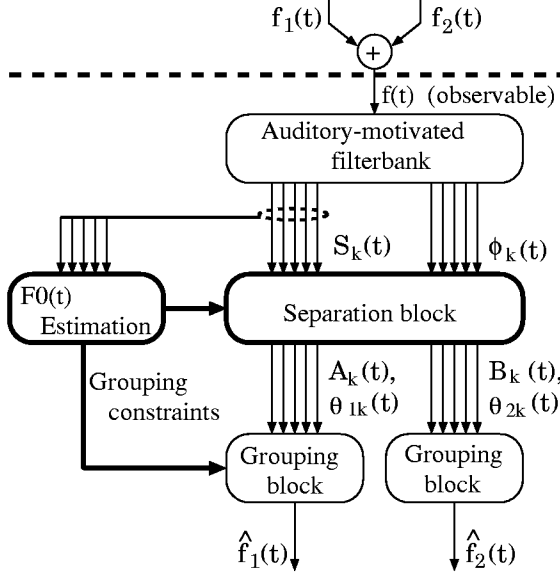 f₁(t) f₂(t)
+
f(t) (observable)
Auditory-motivated
filterbank
Sₖ(t) ϕₖ(t)
F0(t)
Estimation
Separation block
Grouping
constraints
Aₖ(t),
θ₁ₖ(t)
Bₖ(t),
θ₂ₖ(t)
Grouping
block
Grouping
block
f̂₁(t) f̂₂(t)